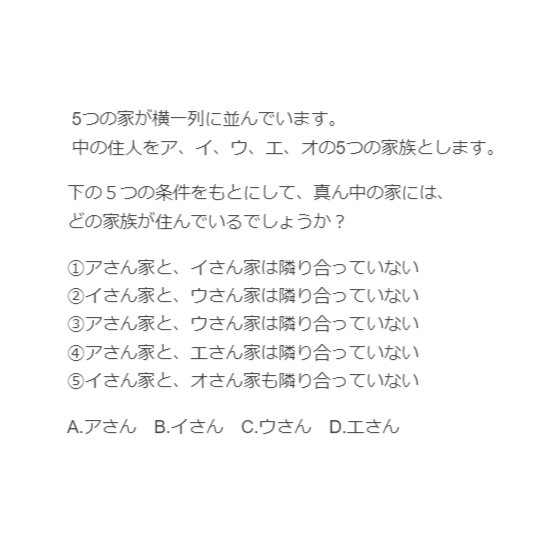 5つの家が横一列に並んでいます。
中の住人をア、イ、ウ、エ、オの5つの家族とします。
下の５つの条件をもとにして、真ん中の家には、
どの家族が住んでいるでしょうか？
①アさん家と、イさん家は隣り合っていない
②イさん家と、ウさん家は隣り合っていない
③アさん家と、ウさん家は隣り合っていない
④アさん家と、エさん家は隣り合っていない
⑤イさん家と、オさん家も隣り合っていない
A.アさん　B.イさん　C.ウさん　D.エさん